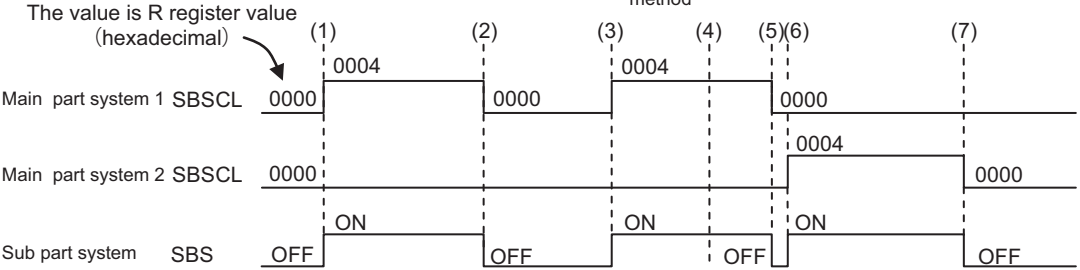 method
The value is R register value
(hexadecimal)
(1) (2) (3) (4) (5)(6) (7)
0004 0004
Main part system 1 SBSCL 0000 0000 0000
0004
Main part system 2 SBSCL 0000 0000
ON ON ON
Sub part system SBS OFF OFF OFF OFF